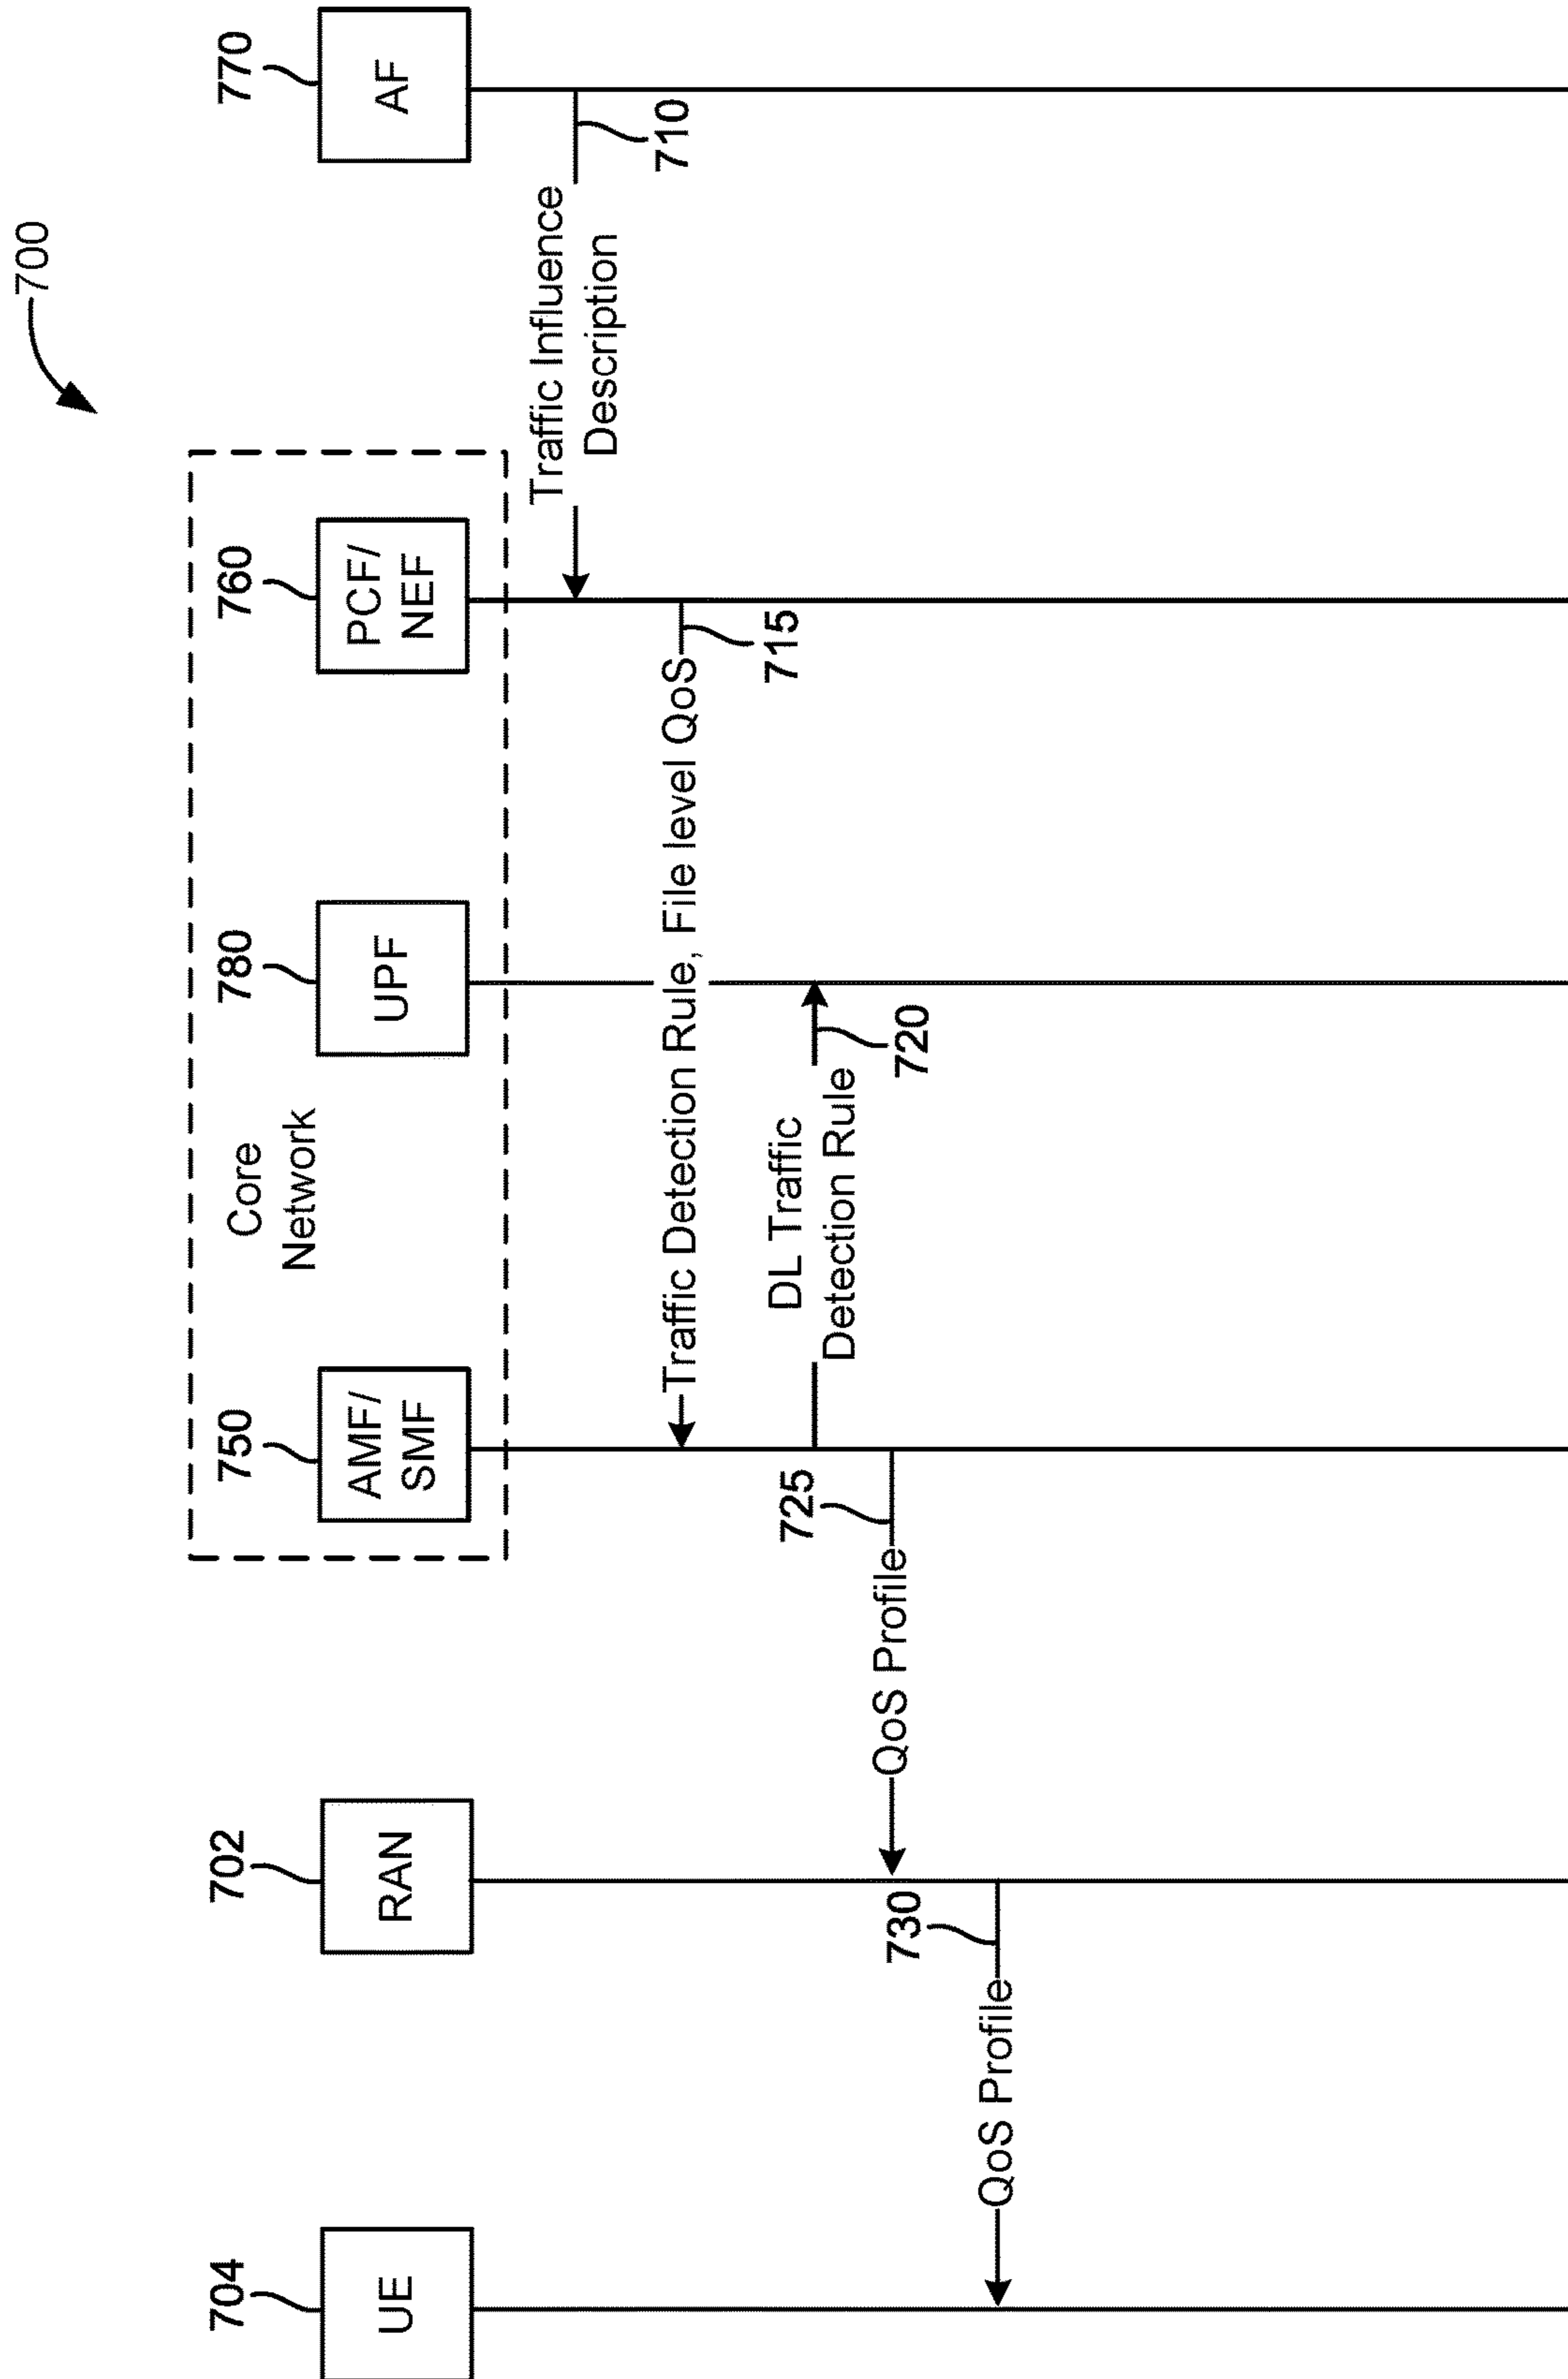 700
704
702
750
780
760
770
Core
Network
UE
RAN
AMF/
SMF
UPF
PCF/
NEF
AF
Traffic Influence
Description
710
Traffic Detection Rule, File level QoS
715
DL Traffic
Detection Rule
720
725
QoS Profile
730
QoS Profile